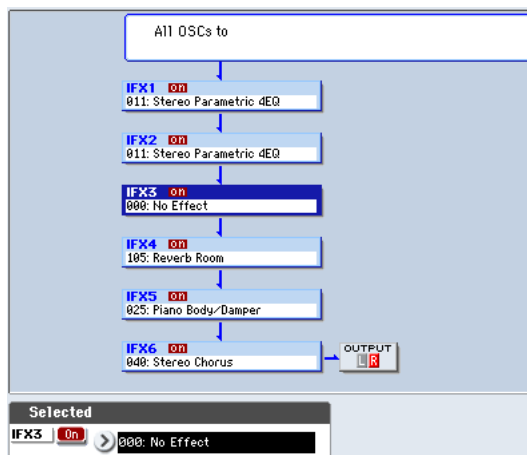 All OSCs to
IFX1 On
011: Stereo Parametric 4EQ
IFX2 On
011: Stereo Parametric 4EQ
IFX3 On
000: No Effect
IFX4 On
105: Reverb Room
IFX5 On
025: Piano Body/Damper
IFX6 On
040: Stereo Chorus
OUTPUT
L R
Selected
IFX3 On 000: No Effect